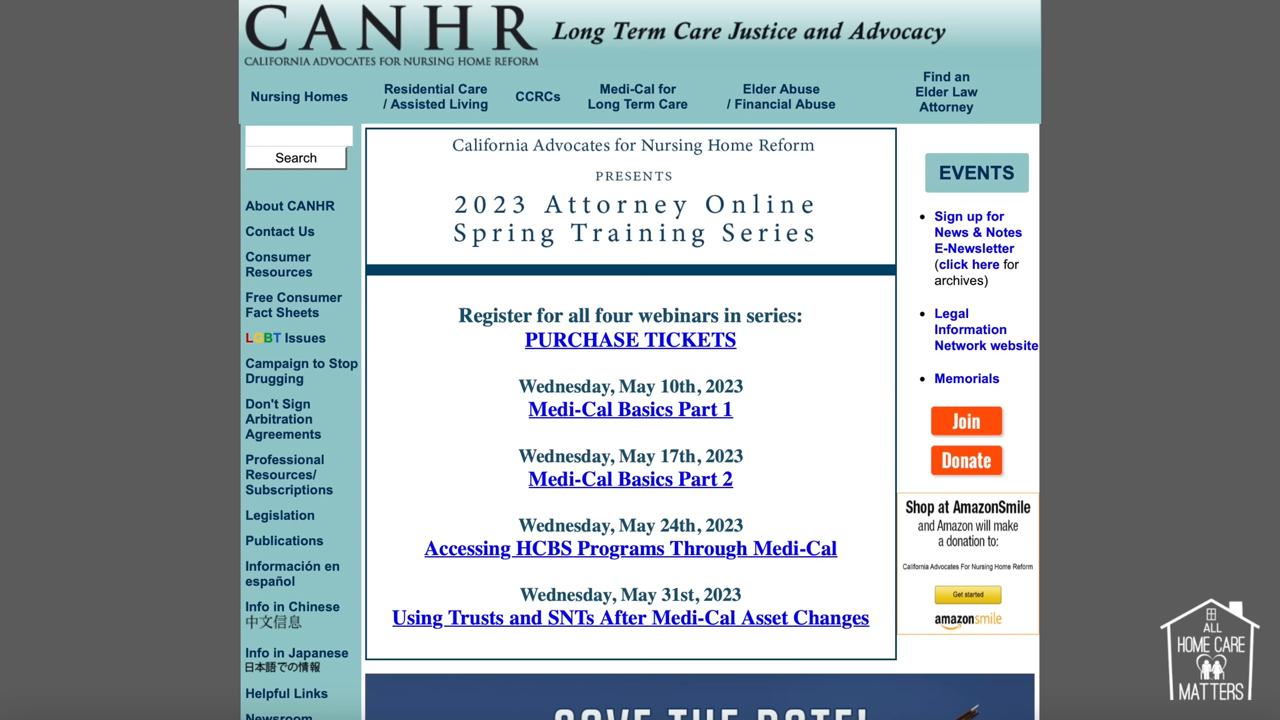 CANHR Long Term Care Justice and Advocacy
CALIFORNIA ADVOCATES FOR NURSING HOME REFORM
Nursing Homes
Residential Care
/ Assisted Living
CCRCs
Medi-Cal for
Long Term Care
Elder Abuse
/ Financial Abuse
Find an
Elder Law
Attorney
Search
About CANHR
Contact Us
Consumer
Resources
Free Consumer
Fact Sheets
LGBT Issues
Campaign to Stop
Drugging
Don't Sign
Arbitration
Agreements
Professional
Resources/
Subscriptions
Legislation
Publications
Información en
español
Info in Chinese
中文信息
Info in Japanese
日本語での情報
Helpful Links
Newsroom
California Advocates for Nursing Home Reform
PRESENTS
2023 Attorney Online
Spring Training Series
Register for all four webinars in series:
PURCHASE TICKETS
Wednesday, May 10th, 2023
Medi-Cal Basics Part 1
Wednesday, May 17th, 2023
Medi-Cal Basics Part 2
Wednesday, May 24th, 2023
Accessing HCBS Programs Through Medi-Cal
Wednesday, May 31st, 2023
Using Trusts and SNTs After Medi-Cal Asset Changes
SAVE THE DATE!
EVENTS
Sign up for
News & Notes
E-Newsletter
(click here for
archives)
Legal
Information
Network website
Memorials
Join
Donate
Shop at AmazonSmile
and Amazon will make
a donation to:
California Advocates For Nursing Home Reform
Get started
amazonsmile
ALL
HOME CARE
MATTERS